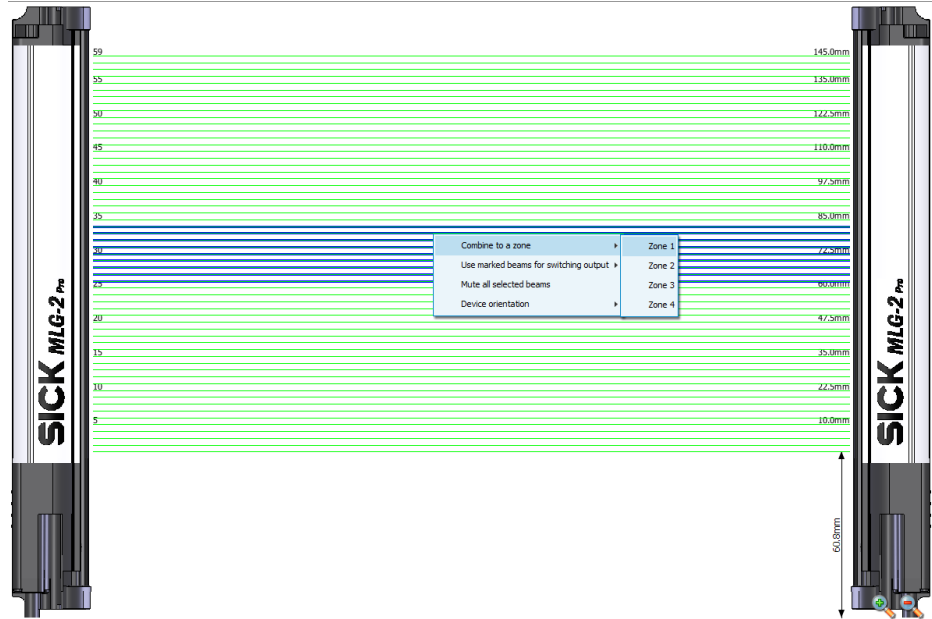 59 145.0mm
55 135.0mm
50 122.5mm
45 110.0mm
40 97.5mm
35 85.0mm
Combine to a zone Zone 1
30 72.5mm
Use marked beams for switching output Zone 2
25 60.0mm
Mute all selected beams Zone 3
Device orientation Zone 4
20 47.5mm
15 35.0mm
10 22.5mm
5 10.0mm
SICK MLG-2 Pro
SICK MLG-2 Pro
60.8mm